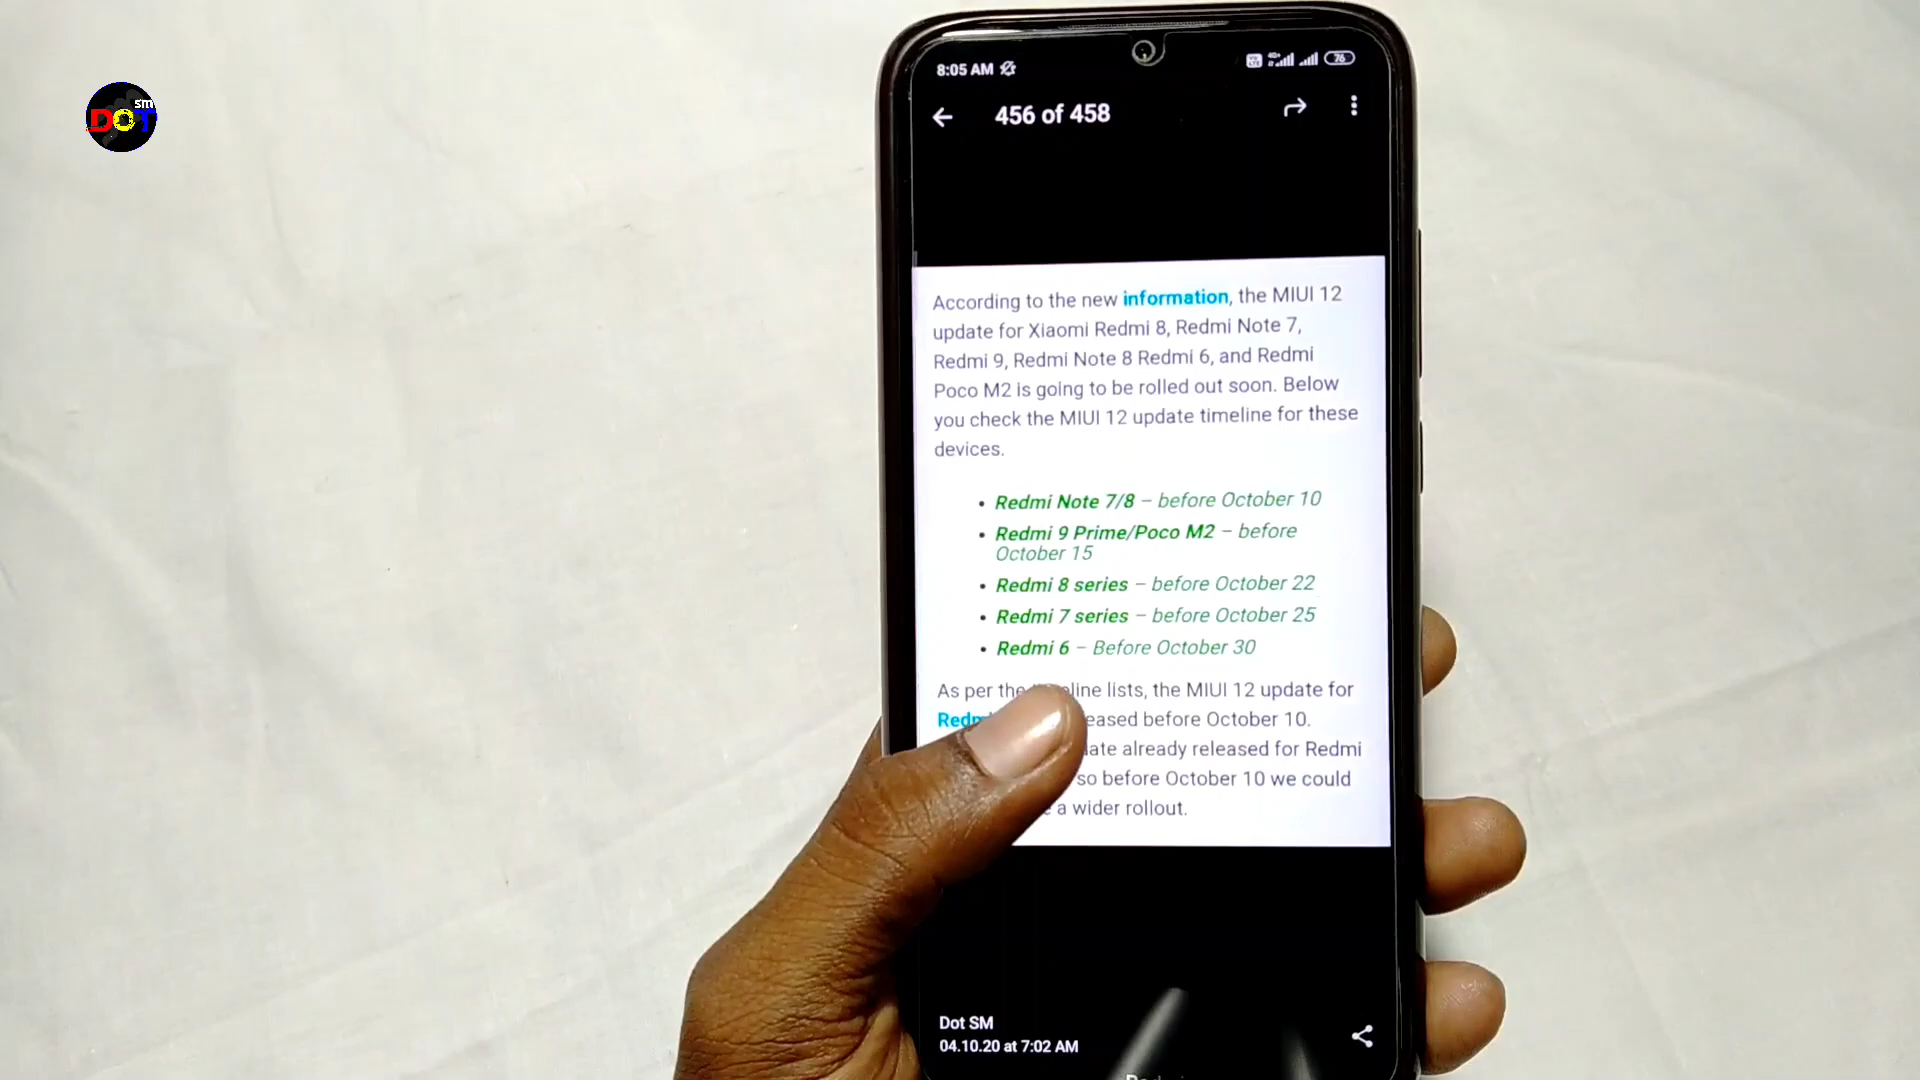 sm
DOT
8:05 AM
76
456 of 458
According to the new information, the MIUI 12
update for Xiaomi Redmi 8, Redmi Note 7,
Redmi 9, Redmi Note 8 Redmi 6, and Redmi
Poco M2 is going to be rolled out soon. Below
you check the MIUI 12 update timeline for these
devices.
• Redmi Note 7/8 – before October 10
• Redmi 9 Prime/Poco M2 – before
October 15
• Redmi 8 series – before October 22
• Redmi 7 series – before October 25
• Redmi 6 – Before October 30
As per the lists, the MIUI 12 update for
before October 10.
already released for Redmi
so before October 10 we could
a wider rollout.
Dot SM
04.10.20 at 7:02 AM